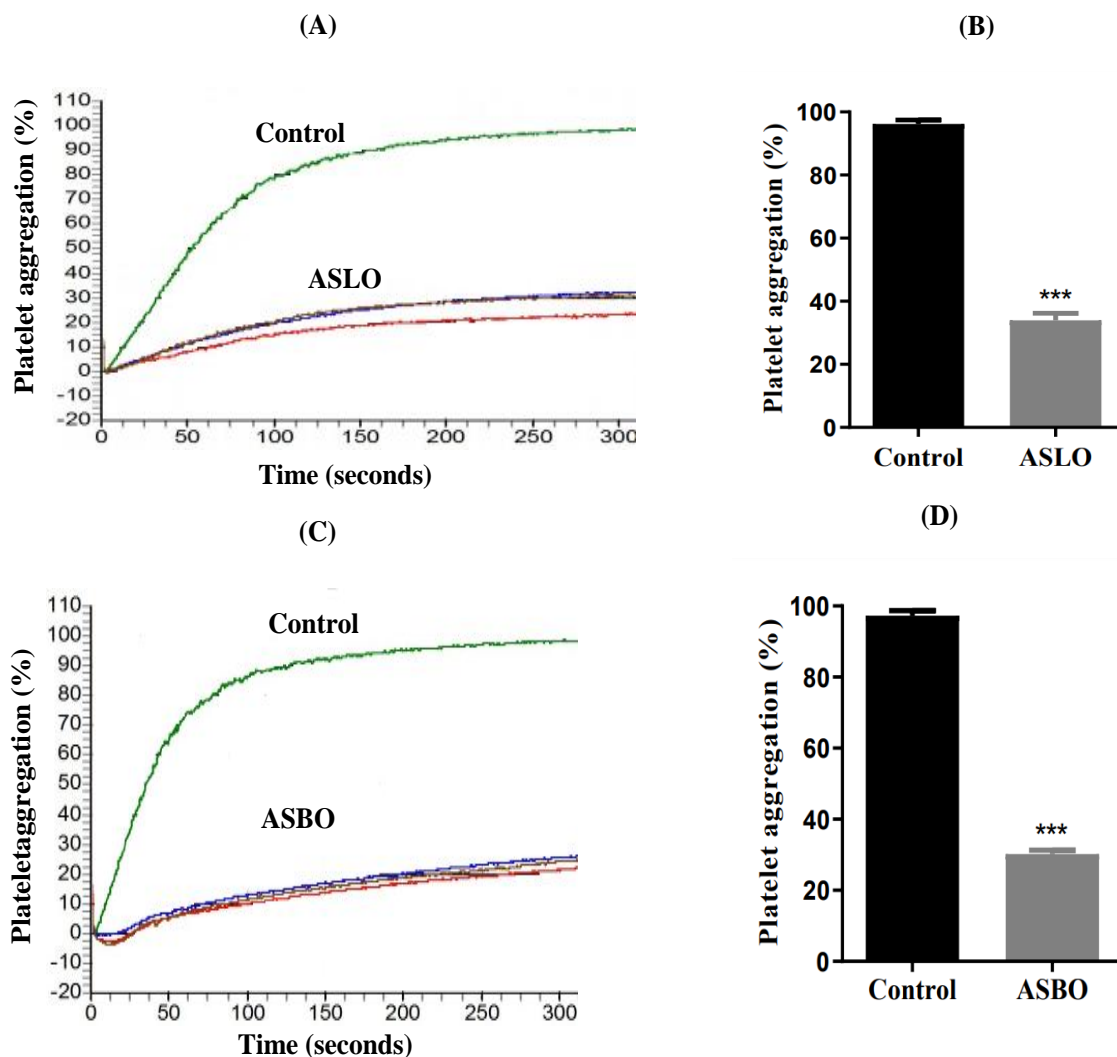 (A)
Platelet aggregation (%)
110
100
90
80
70
60
50
40
30
20
10
0
-10
-20
Control
ASLO
0 50 100 150 200 250 300
Time (seconds)
(B)
Platelet aggregation (%)
100
80
60
40
20
0
***
Control ASLO
(C)
Plateletaggregation (%)
110
100
90
80
70
60
50
40
30
20
10
0
-10
-20
Control
ASBO
0 50 100 150 200 250 300
Time (seconds)
(D)
Platelet aggregation (%)
100
80
60
40
20
0
***
Control ASBO